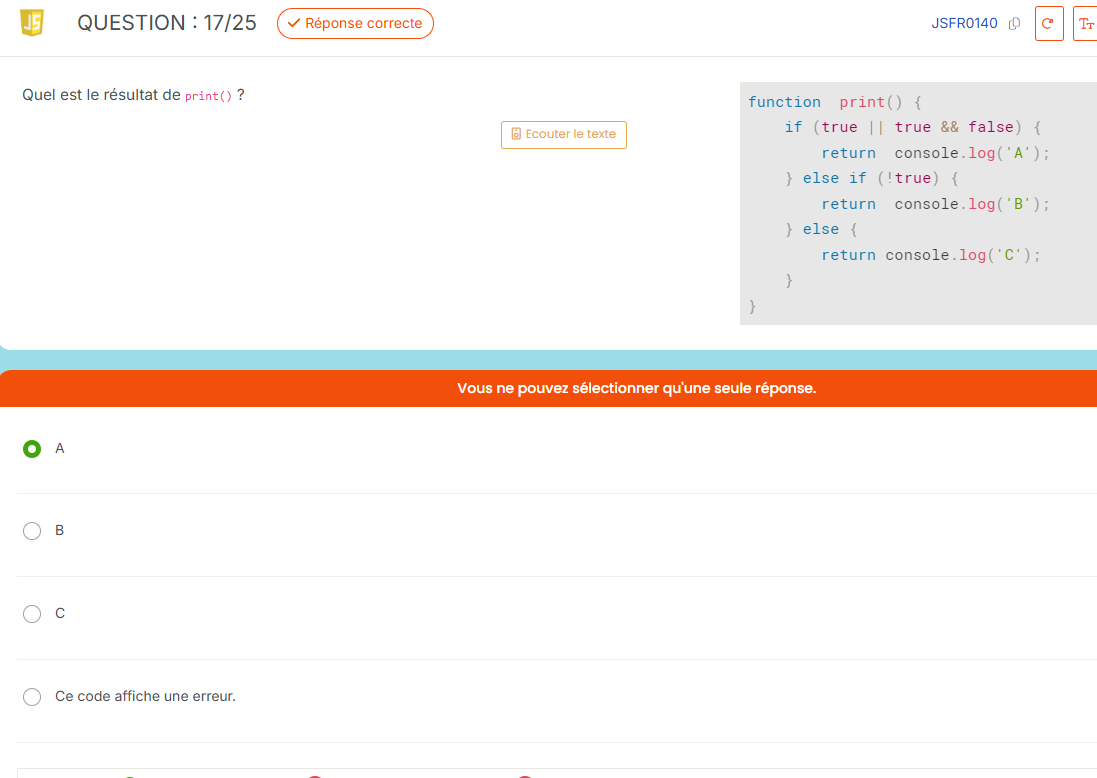 JS
QUESTION : 17/25
Réponse correcte
JSFR0140
Tт
Quel est le résultat de print() ?
Ecouter le texte
function  print() {
    if (true || true && false) {
        return  console.log('A');
    } else if (!true) {
        return  console.log('B');
    } else {
        return console.log('C');
    }
}
Vous ne pouvez sélectionner qu'une seule réponse.
A
B
C
Ce code affiche une erreur.